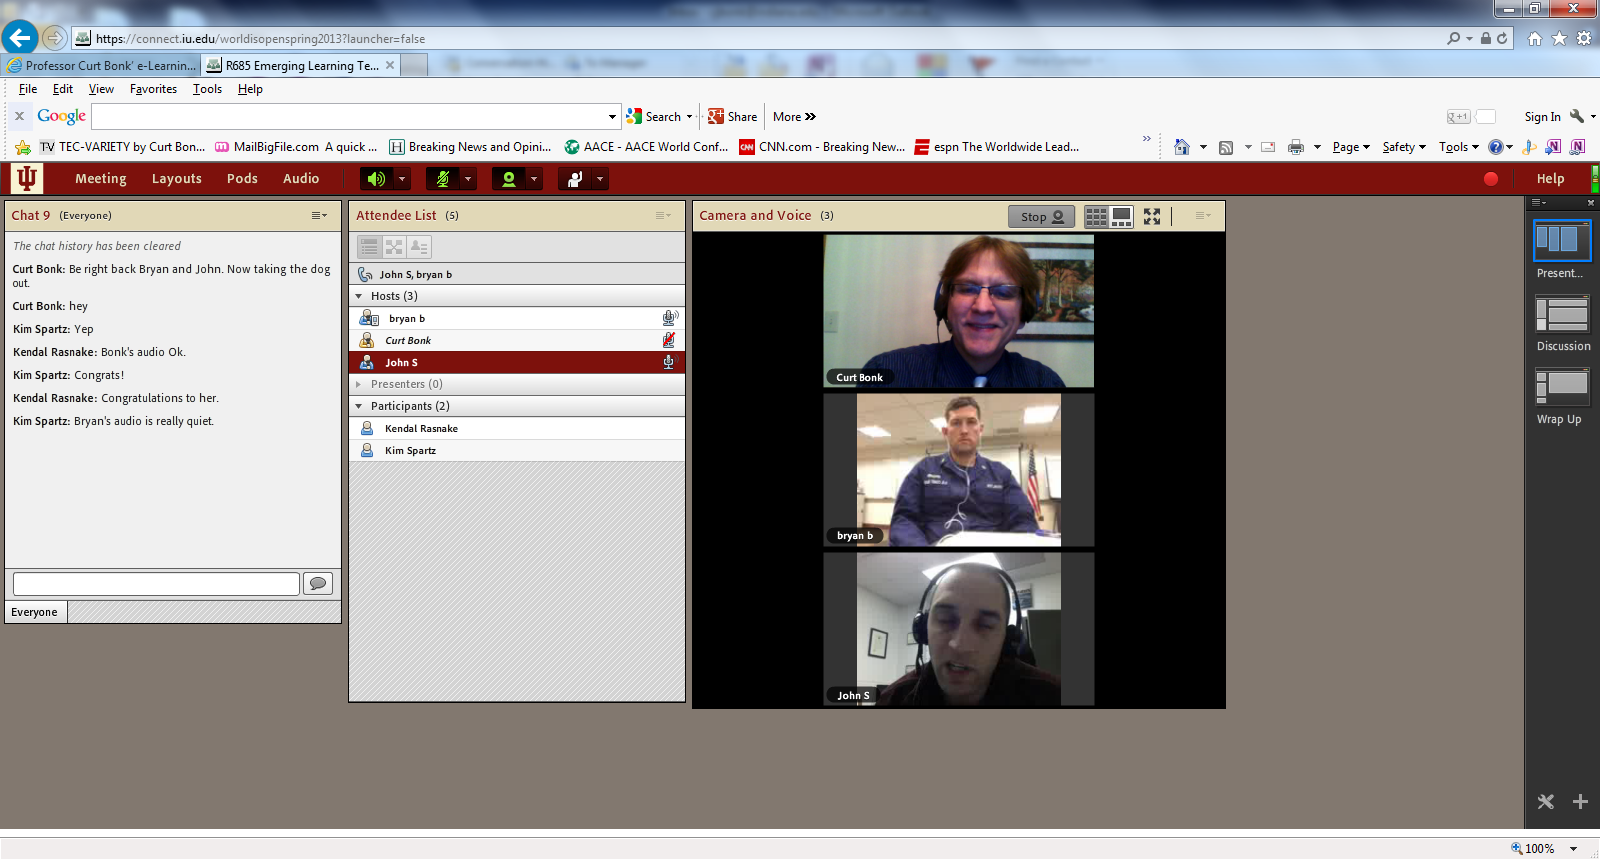 https://connect.iu.edu/worldisopenspring2013?launcher=false
Professor Curt Bonk' e-Learnin...
R685 Emerging Learning Te...
File Edit View Favorites Tools Help
Google Search Share More Sign In
TEC-VARIETY by Curt Bon... MailBigFile.com A quick ... Breaking News and Opini... AACE - AACE World Conf... CNN.com - Breaking New... espn The Worldwide Lead... Page Safety Tools
Meeting Layouts Pods Audio Help
Chat 9 (Everyone)
The chat history has been cleared
Curt Bonk: Be right back Bryan and John. Now taking the dog
out.
Curt Bonk: hey
Kim Spartz: Yep
Kendal Rasnake: Bonk's audio Ok.
Kim Spartz: Congrats!
Kendal Rasnake: Congratulations to her.
Kim Spartz: Bryan's audio is really quiet.
Everyone
Attendee List (5)
John S, bryan b
Hosts (3)
bryan b
Curt Bonk
John S
Presenters (0)
Participants (2)
Kendal Rasnake
Kim Spartz
Camera and Voice (3)
Stop
Curt Bonk
bryan b
John S
Present...
Discussion
Wrap Up
100%